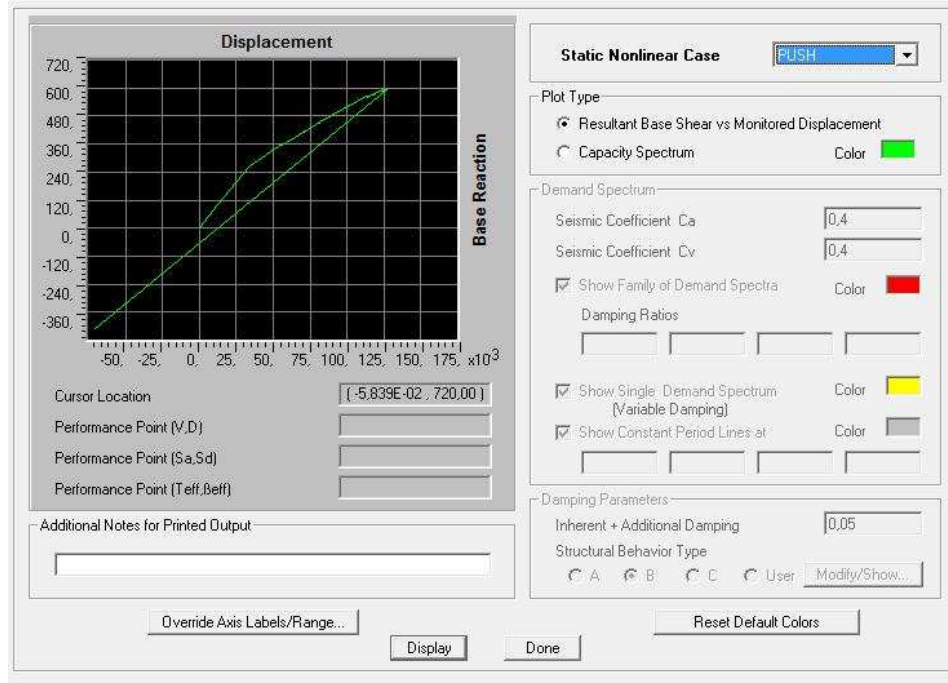 Displacement
720,
600,
480,
360,
240,
120,
0,
-120,
-240,
-360,
Base Reaction
-50, -25, 0, 25, 50, 75, 100, 125, 150, 175, x10³
Cursor Location
( -5,839E-02 , 720,00 )
Performance Point (V,D)
Performance Point (Sa,Sd)
Performance Point (Teff,βeff)
Additional Notes for Printed Output
Override Axis Labels/Range...
Static Nonlinear Case
PUSH
Plot Type
Resultant Base Shear vs Monitored Displacement
Capacity Spectrum
Color
Demand Spectrum
Seismic Coefficient Ca
0,4
Seismic Coefficient Cv
0,4
Show Family of Demand Spectra
Color
Damping Ratios
Show Single Demand Spectrum
(Variable Damping)
Color
Show Constant Period Lines at
Color
Damping Parameters
Inherent + Additional Damping
0,05
Structural Behavior Type
A B C User Modify/Show...
Reset Default Colors
Display
Done